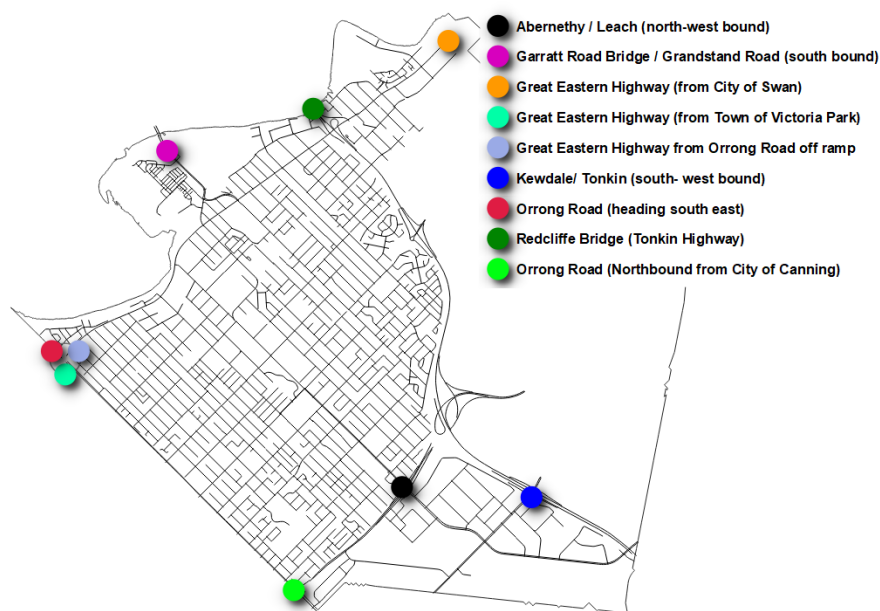 Abernethy / Leach (north-west bound)
Garratt Road Bridge / Grandstand Road (south bound)
Great Eastern Highway (from City of Swan)
Great Eastern Highway (from Town of Victoria Park)
Great Eastern Highway from Orrong Road off ramp
Kewdale/ Tonkin (south- west bound)
Orrong Road (heading south east)
Redcliffe Bridge (Tonkin Highway)
Orrong Road (Northbound from City of Canning)